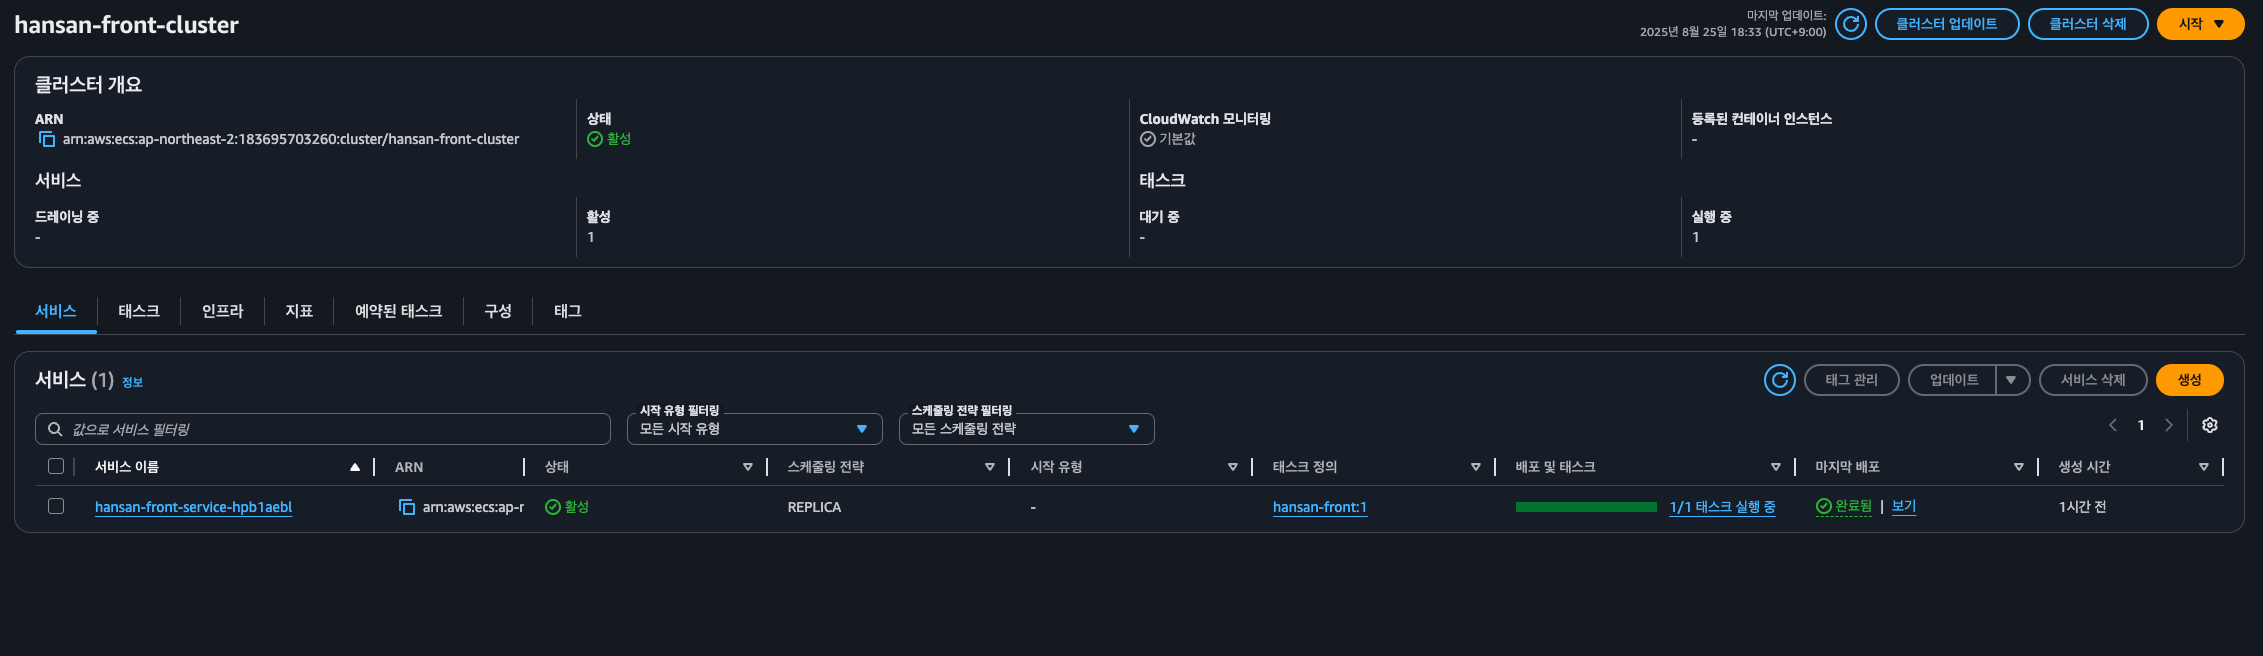 hansan-front-cluster
마지막 업데이트:
2025년 8월 25일 18:33 (UTC+9:00)
클러스터 업데이트
클러스터 삭제
시작
클러스터 개요
ARN
arn:aws:ecs:ap-northeast-2:183695703260:cluster/hansan-front-cluster
상태
활성
CloudWatch 모니터링
기본값
등록된 컨테이너 인스턴스
-
서비스
태스크
드레이닝 중
-
활성
1
대기 중
-
실행 중
1
서비스
태스크
인프라
지표
예약된 태스크
구성
태그
서비스 (1) 정보
태그 관리
업데이트
서비스 삭제
생성
값으로 서비스 필터링
시작 유형 필터링
모든 시작 유형
스케줄링 전략 필터링
모든 스케줄링 전략
1
서비스 이름
ARN
상태
스케줄링 전략
시작 유형
태스크 정의
배포 및 태스크
마지막 배포
생성 시간
hansan-front-service-hpb1aebl
arn:aws:ecs:ap-r
활성
REPLICA
-
hansan-front:1
1/1 태스크 실행 중
완료됨 | 보기
1시간 전